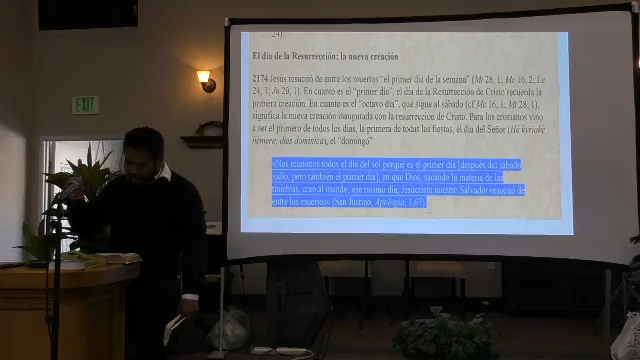 24).
El día de la Resurrección: la nueva creación
2174 Jesús resucitó de entre los muertos “el primer día de la semana” (Mt 28, 1; Mc 16, 2; Lc
24, 1; Jn 20, 1). En cuanto es el “primer día”, el día de la Resurrección de Cristo recuerda la
primera creación. En cuanto es el “octavo día”, que sigue al sábado (cf Mc 16, 1; Mt 28, 1),
significa la nueva creación inaugurada con la resurrección de Cristo. Para los cristianos vino
a ser el primero de todos los días, la primera de todas las fiestas, el día del Señor (Hé kyriaké
hémera, dies dominica), el “domingo”
«Nos reunimos todos el día del sol porque es el primer día [después del sábado
judío, pero también el primer día], en que Dios, sacando la materia de las
tinieblas, creó al mundo; ese mismo día, Jesucristo nuestro Salvador resucitó de
entre los muertos» (San Justino, Apologia, 1,67).
EXIT